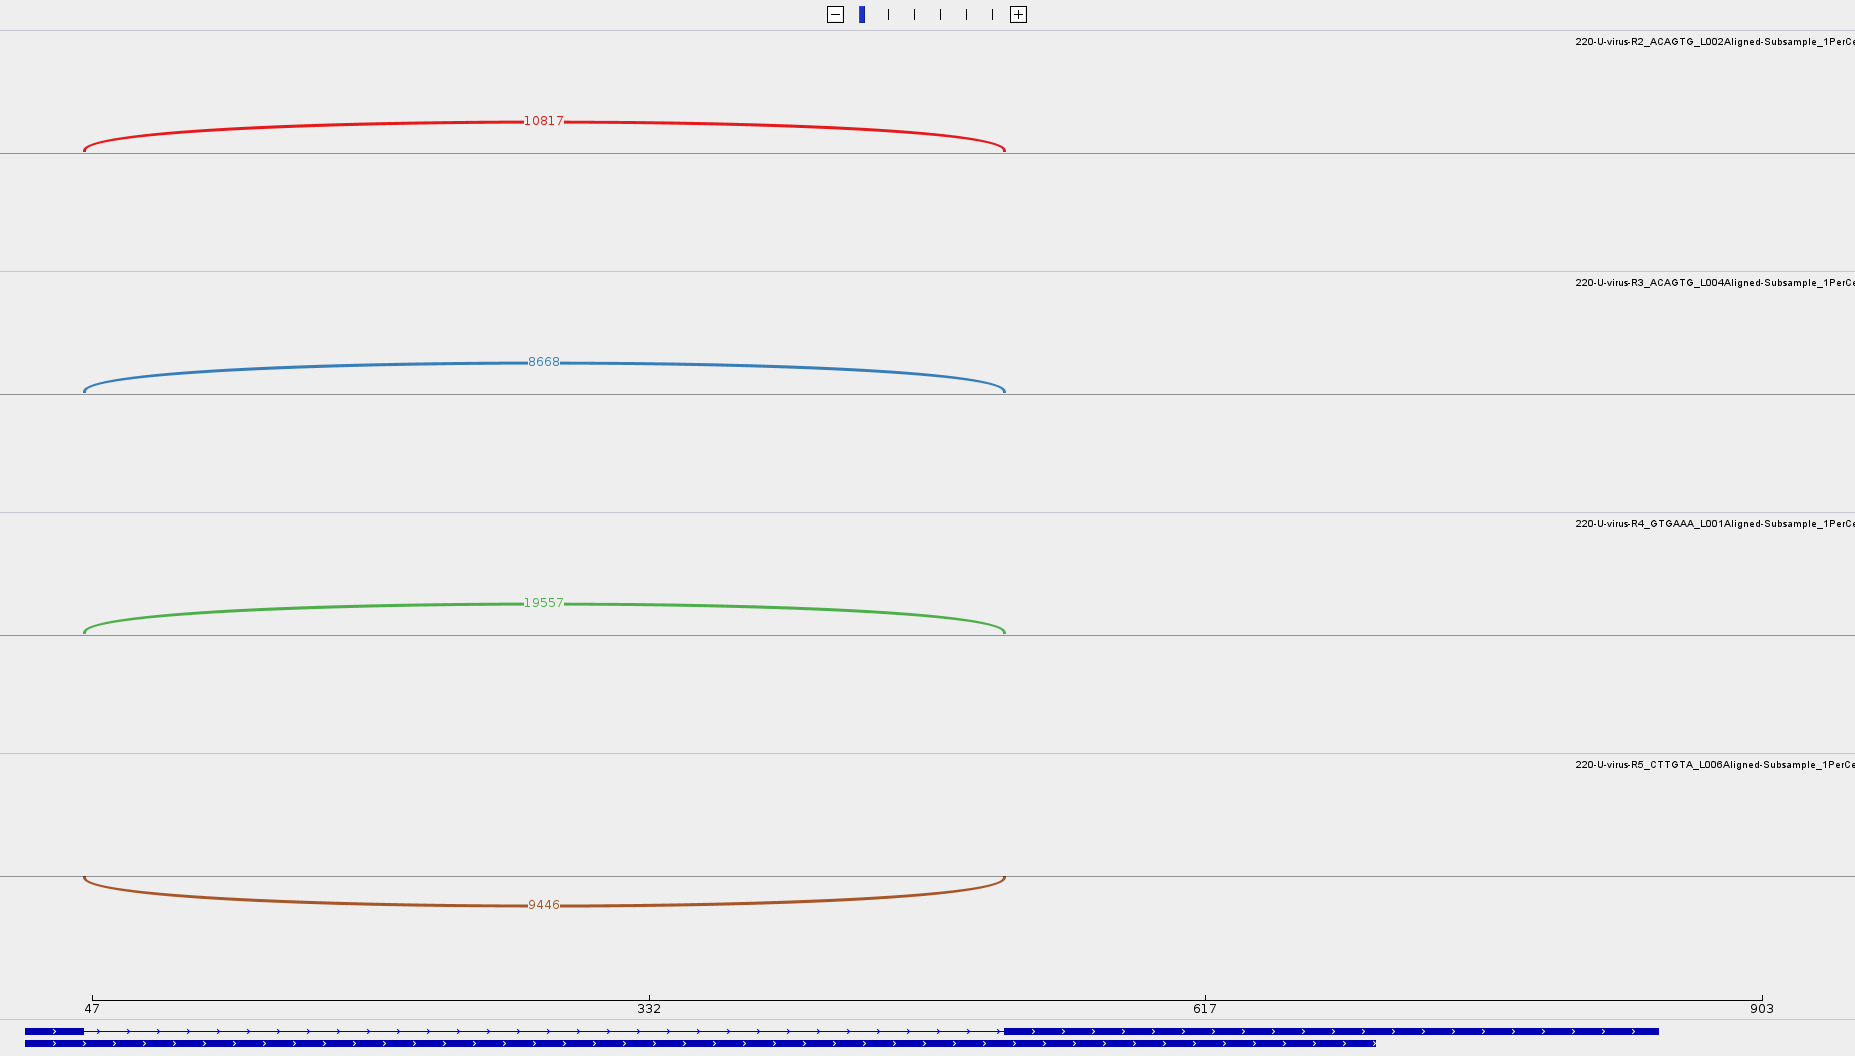 220-U-virus-R2_ACAGTG_L002Aligned-Subsample_1PerCe
10817
220-U-virus-R3_ACAGTG_L004Aligned-Subsample_1PerCe
8668
220-U-virus-R4_GTGAAA_L001Aligned-Subsample_1PerCe
19557
220-U-virus-R5_CTTGTA_L006Aligned-Subsample_1PerCe
9446
47 332 617 903